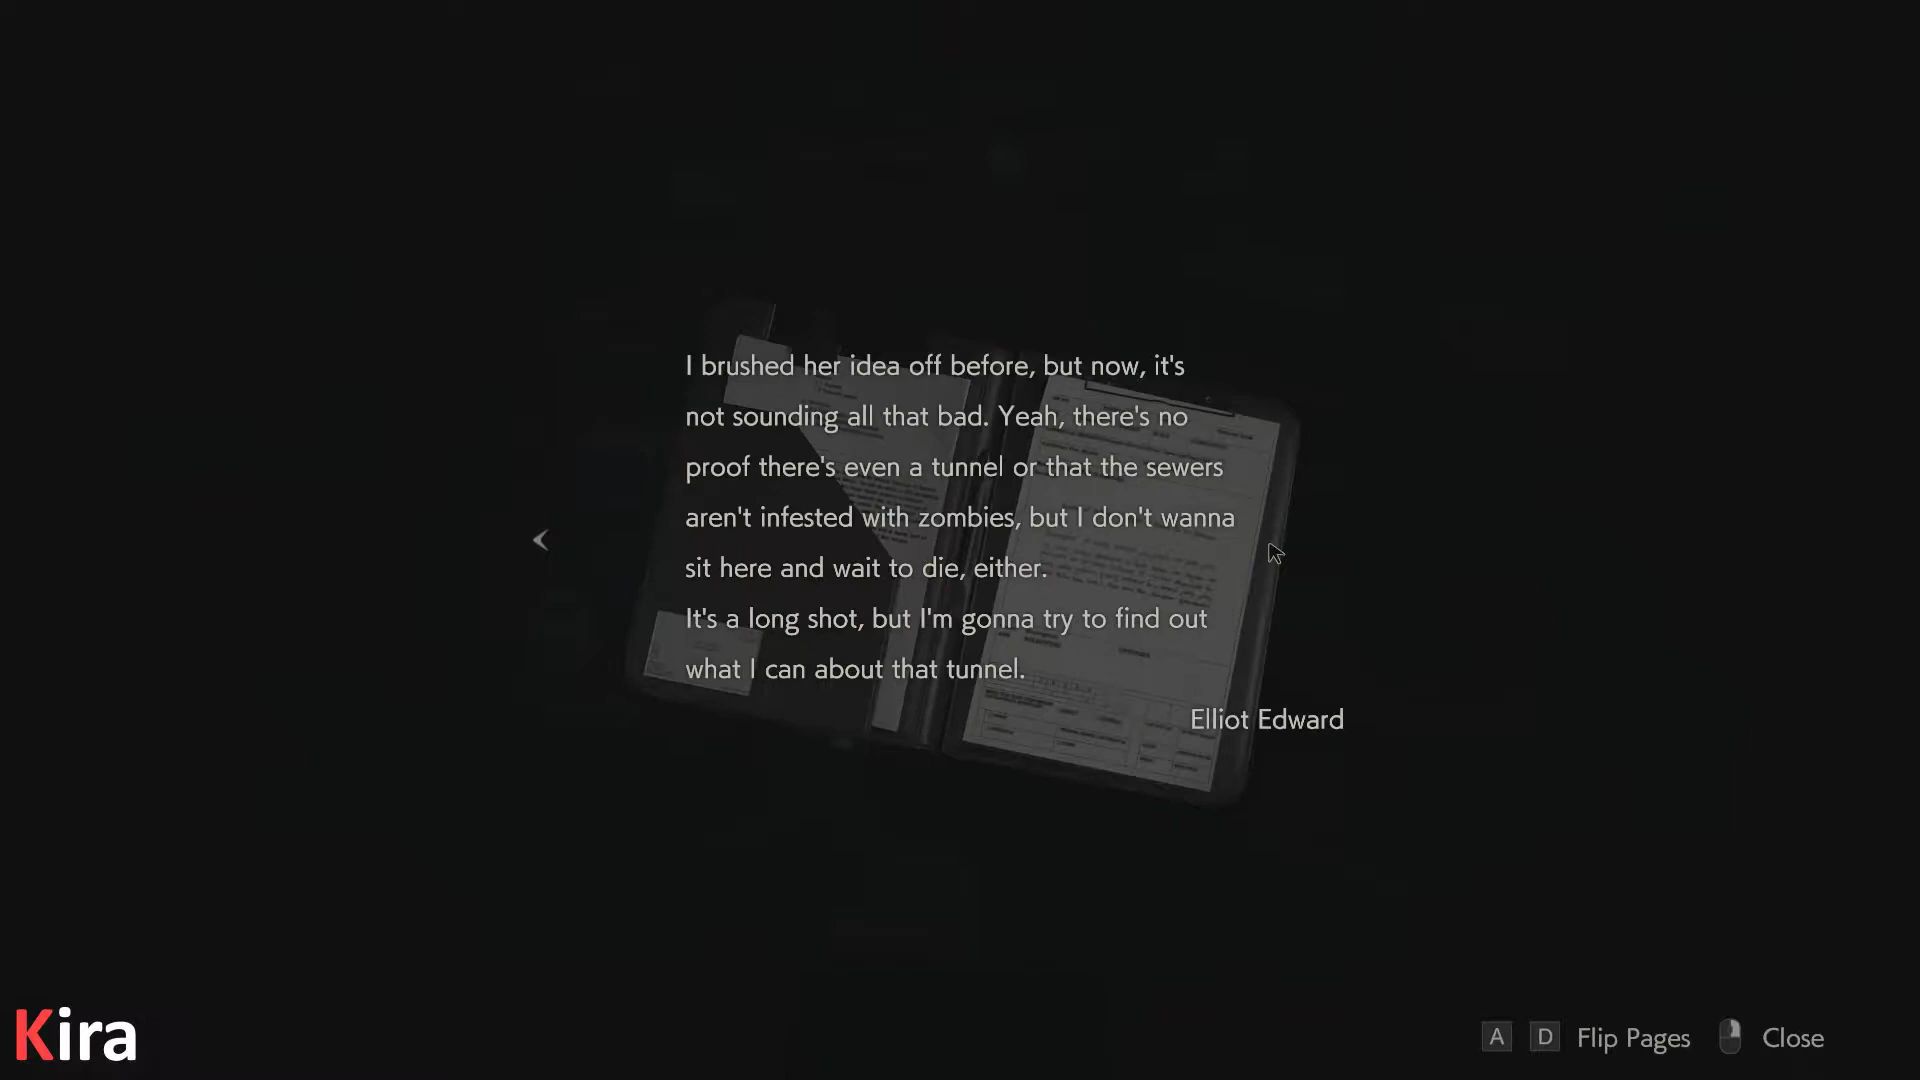 I brushed her idea off before, but now, it's
not sounding all that bad. Yeah, there's no
proof there's even a tunnel or that the sewers
aren't infested with zombies, but I don't wanna
sit here and wait to die, either.
It's a long shot, but I'm gonna try to find out
what I can about that tunnel.
Elliot Edward
Kira
A D Flip Pages Close